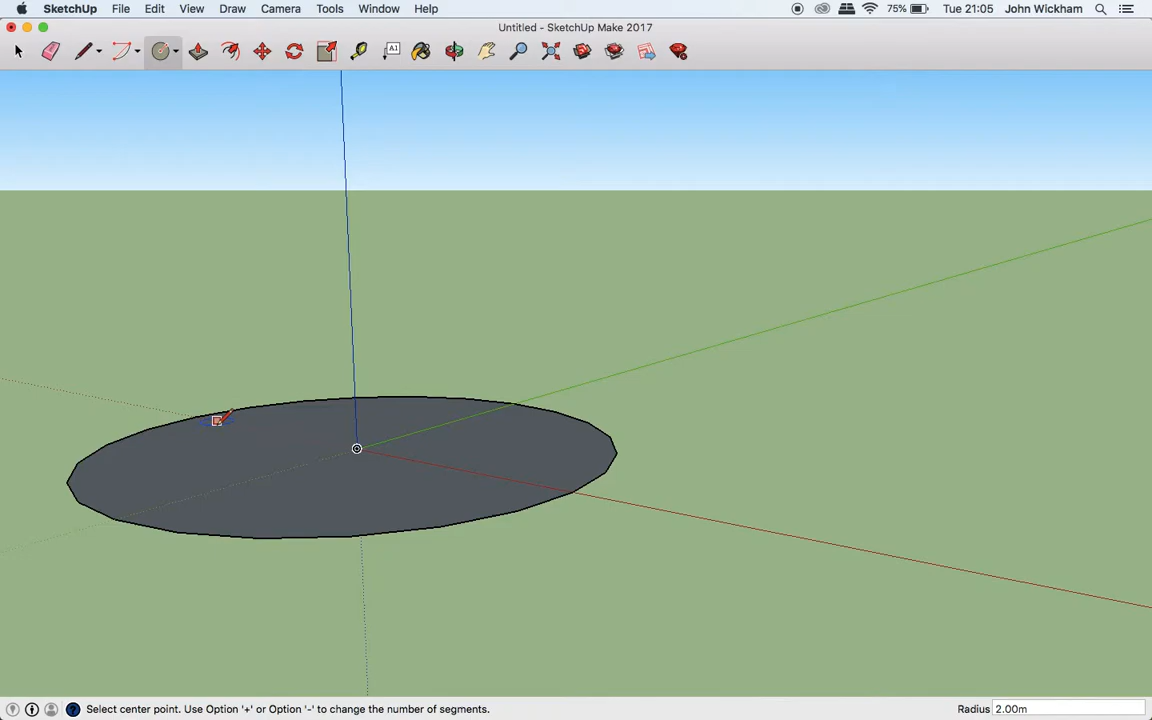 SketchUp File Edit View Draw Camera Tools Window Help 75% Tue 21:05 John Wickham
Untitled - SketchUp Make 2017
A1
Select center point. Use Option '+' or Option '-' to change the number of segments. Radius 2.00m